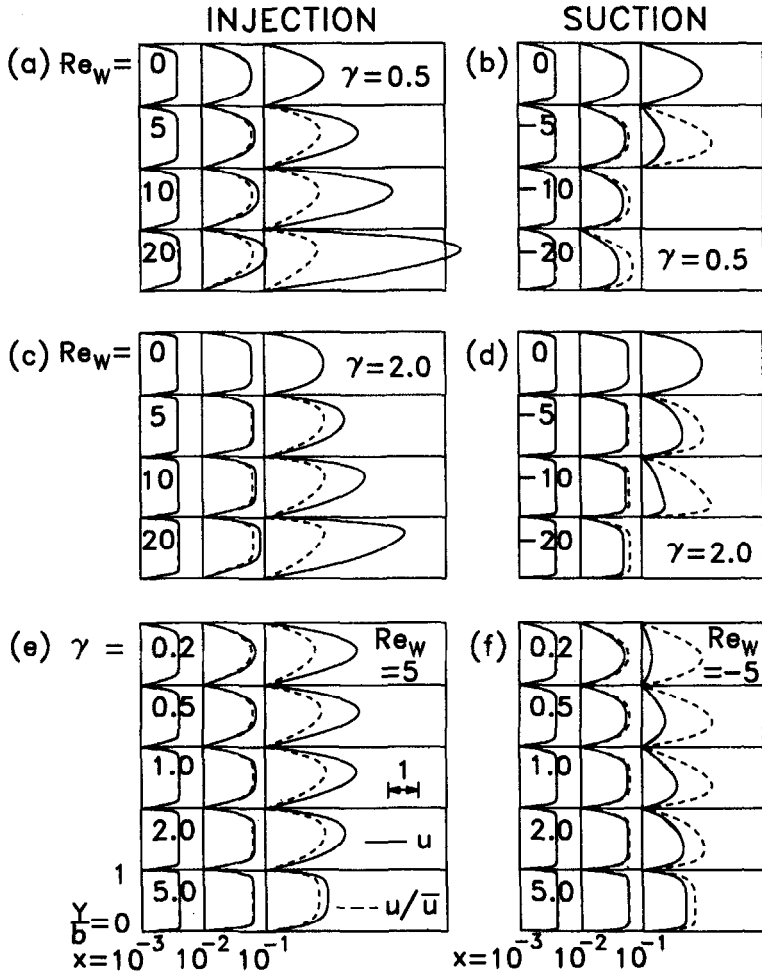 INJECTION SUCTION
(a) Re_W= 0 γ=0.5 (b) 0
5 -5
10 -10
20 -20 γ=0.5
(c) Re_W= 0 γ=2.0 (d) 0
5 -5
10 -10
20 -20 γ=2.0
(e) γ = 0.2 Re_W =5 (f) 0.2 Re_W =-5
0.5 0.5
1.0 1 1.0
2.0 u 2.0
1 5.0 u/u̅ 5.0
Y/b =0
x=10^-3 10^-2 10^-1 x=10^-3 10^-2 10^-1